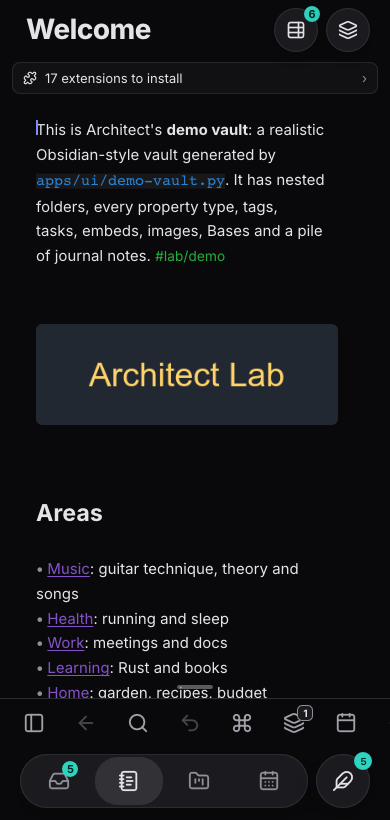 Welcome
6
17 extensions to install
This is Architect's demo vault: a realistic
Obsidian-style vault generated by
apps/ui/demo-vault.py. It has nested
folders, every property type, tags,
tasks, embeds, images, Bases and a pile
of journal notes. #lab/demo
Architect Lab
Areas
• Music: guitar technique, theory and
songs
• Health: running and sleep
• Work: meetings and docs
• Learning: Rust and books
• Home: garden, recipes, budget
1
5
5